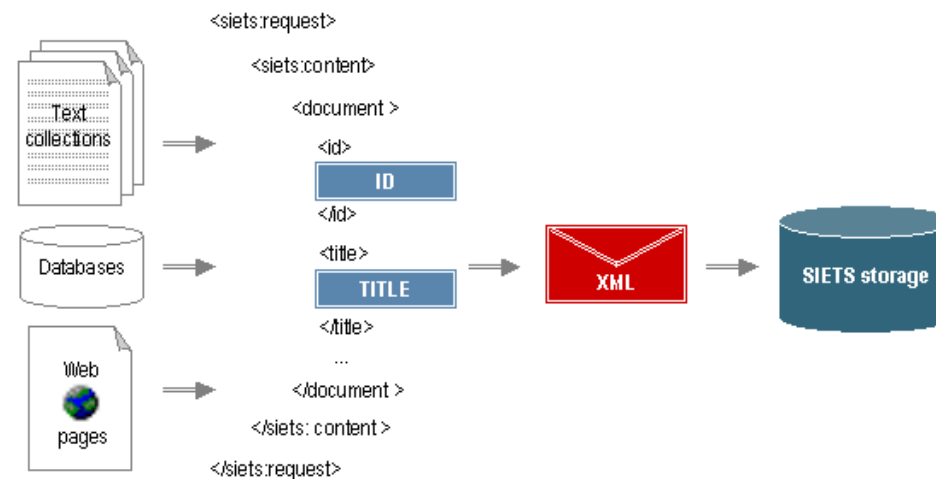 <siets:request>
<siets:content>
<document >
<id>
ID
</id>
<title>
TITLE
</title>
...
</document >
</siets: content >
</siets:request>
Text
collections
Databases
Web
pages
XML
SIETS storage